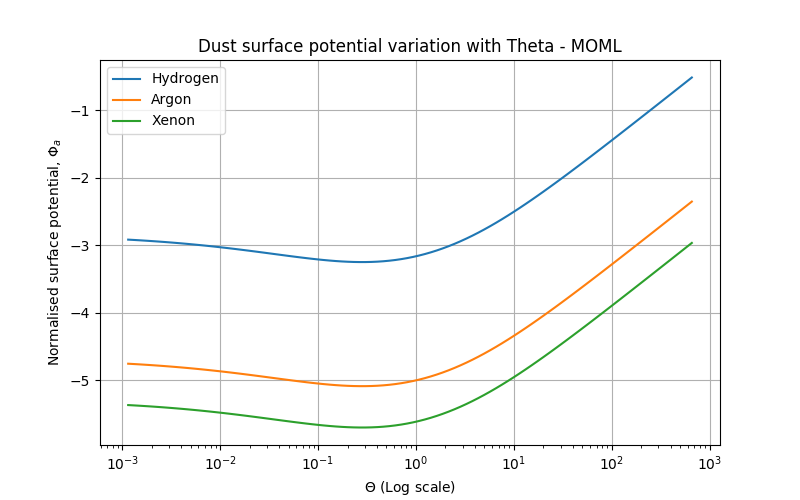 Dust surface potential variation with Theta - MOML
Hydrogen
Argon
Xenon
Normalised surface potential, Φₐ
−1
−2
−3
−4
−5
10⁻³
10⁻²
10⁻¹
10⁰
10¹
10²
10³
Θ (Log scale)